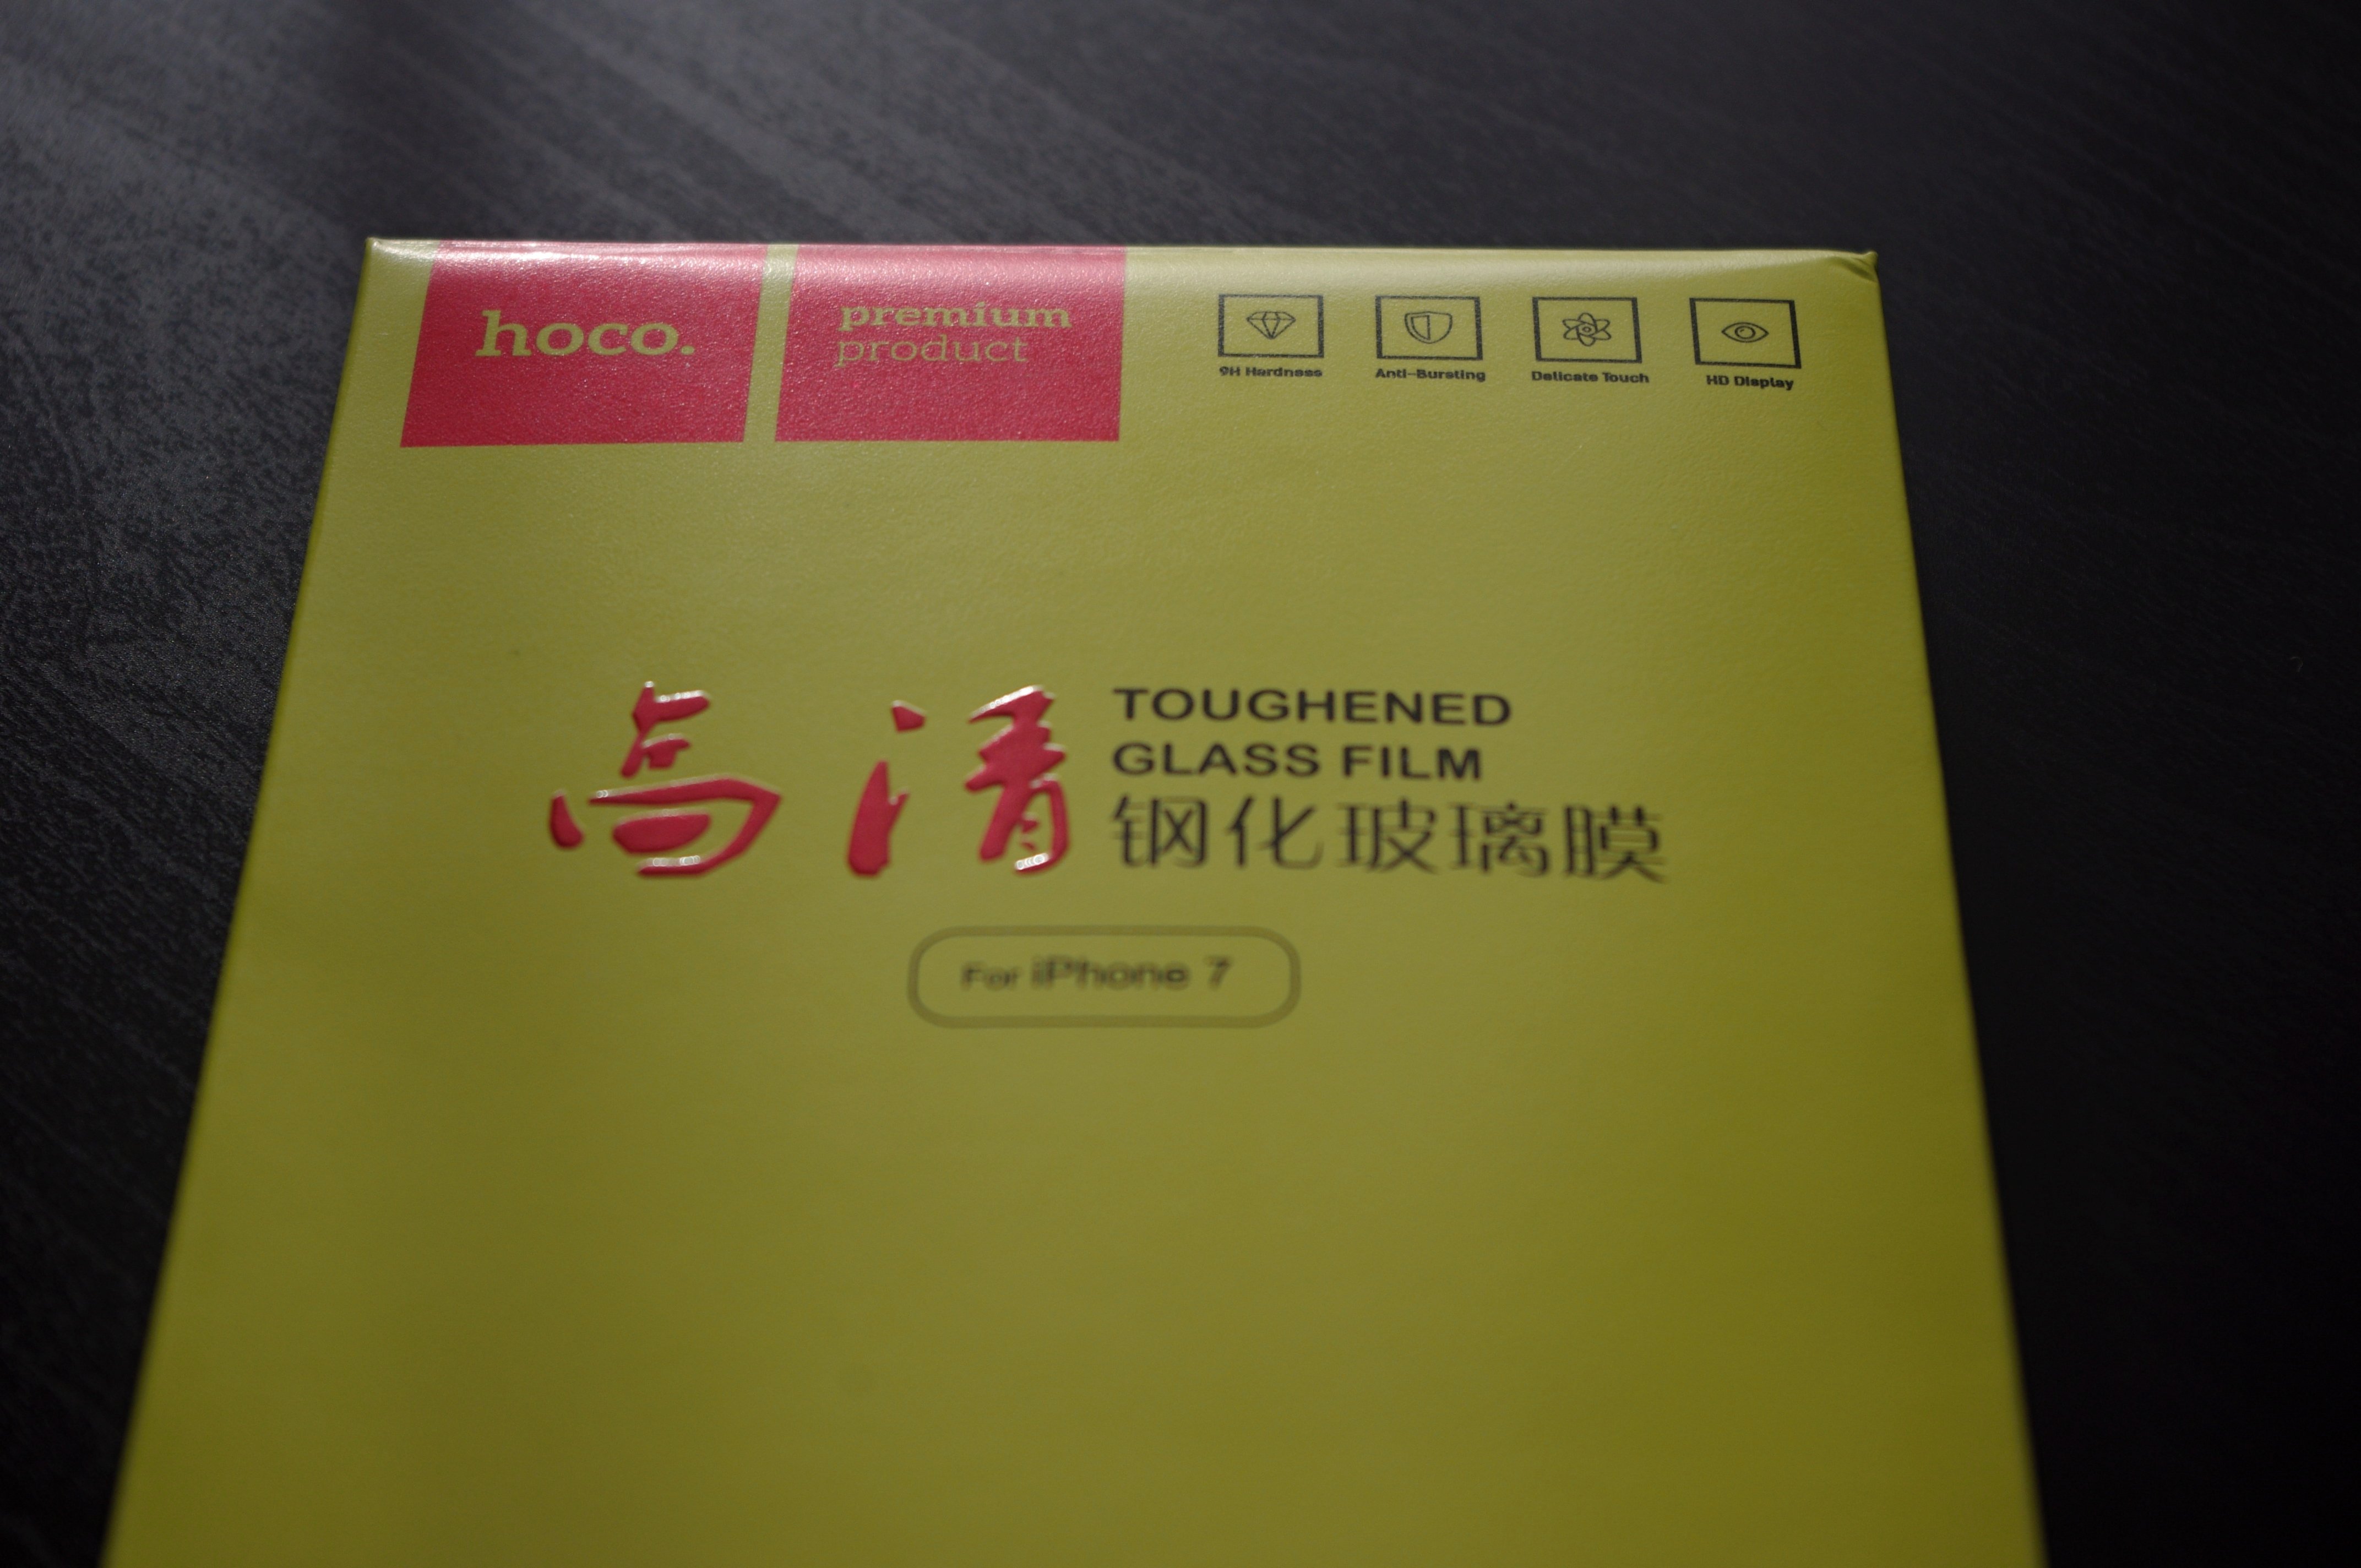 hoco.
premium
product
9H Hardness
Anti-Bursting
Delicate Touch
HD Display
高清
TOUGHENED
GLASS FILM
钢化玻璃膜
For iPhone 7